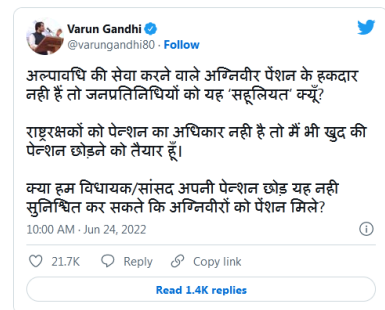 Varun Gandhi
@varungandhi80 · Follow
अल्पावधि की सेवा करने वाले अग्निवीर पेंशन के हकदार
नही हैं तो जनप्रतिनिधियों को यह ‘सहूलियत’ क्यूँ?
राष्ट्ररक्षकों को पेन्शन का अधिकार नही है तो मैं भी खुद की
पेन्शन छोड़ने को तैयार हूँ।
क्या हम विधायक/सांसद अपनी पेन्शन छोड़ यह नही
सुनिश्चित कर सकते कि अग्निवीरों को पेंशन मिले?
10:00 AM · Jun 24, 2022
21.7K Reply Copy link
Read 1.4K replies